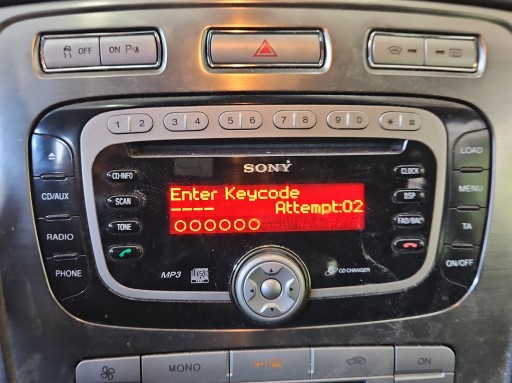 OFF ON P
1 2 3 4 5 6 7 8 9 0 * #
SONY
LOAD
CD-INFO CLOCK
CD/AUX SCAN DSP MENU
Enter Keycode
---- Attempt:02
TONE FAD/BAL TA
RADIO
PHONE ON/OFF
MP3 CD-CHANGER
MONO ON